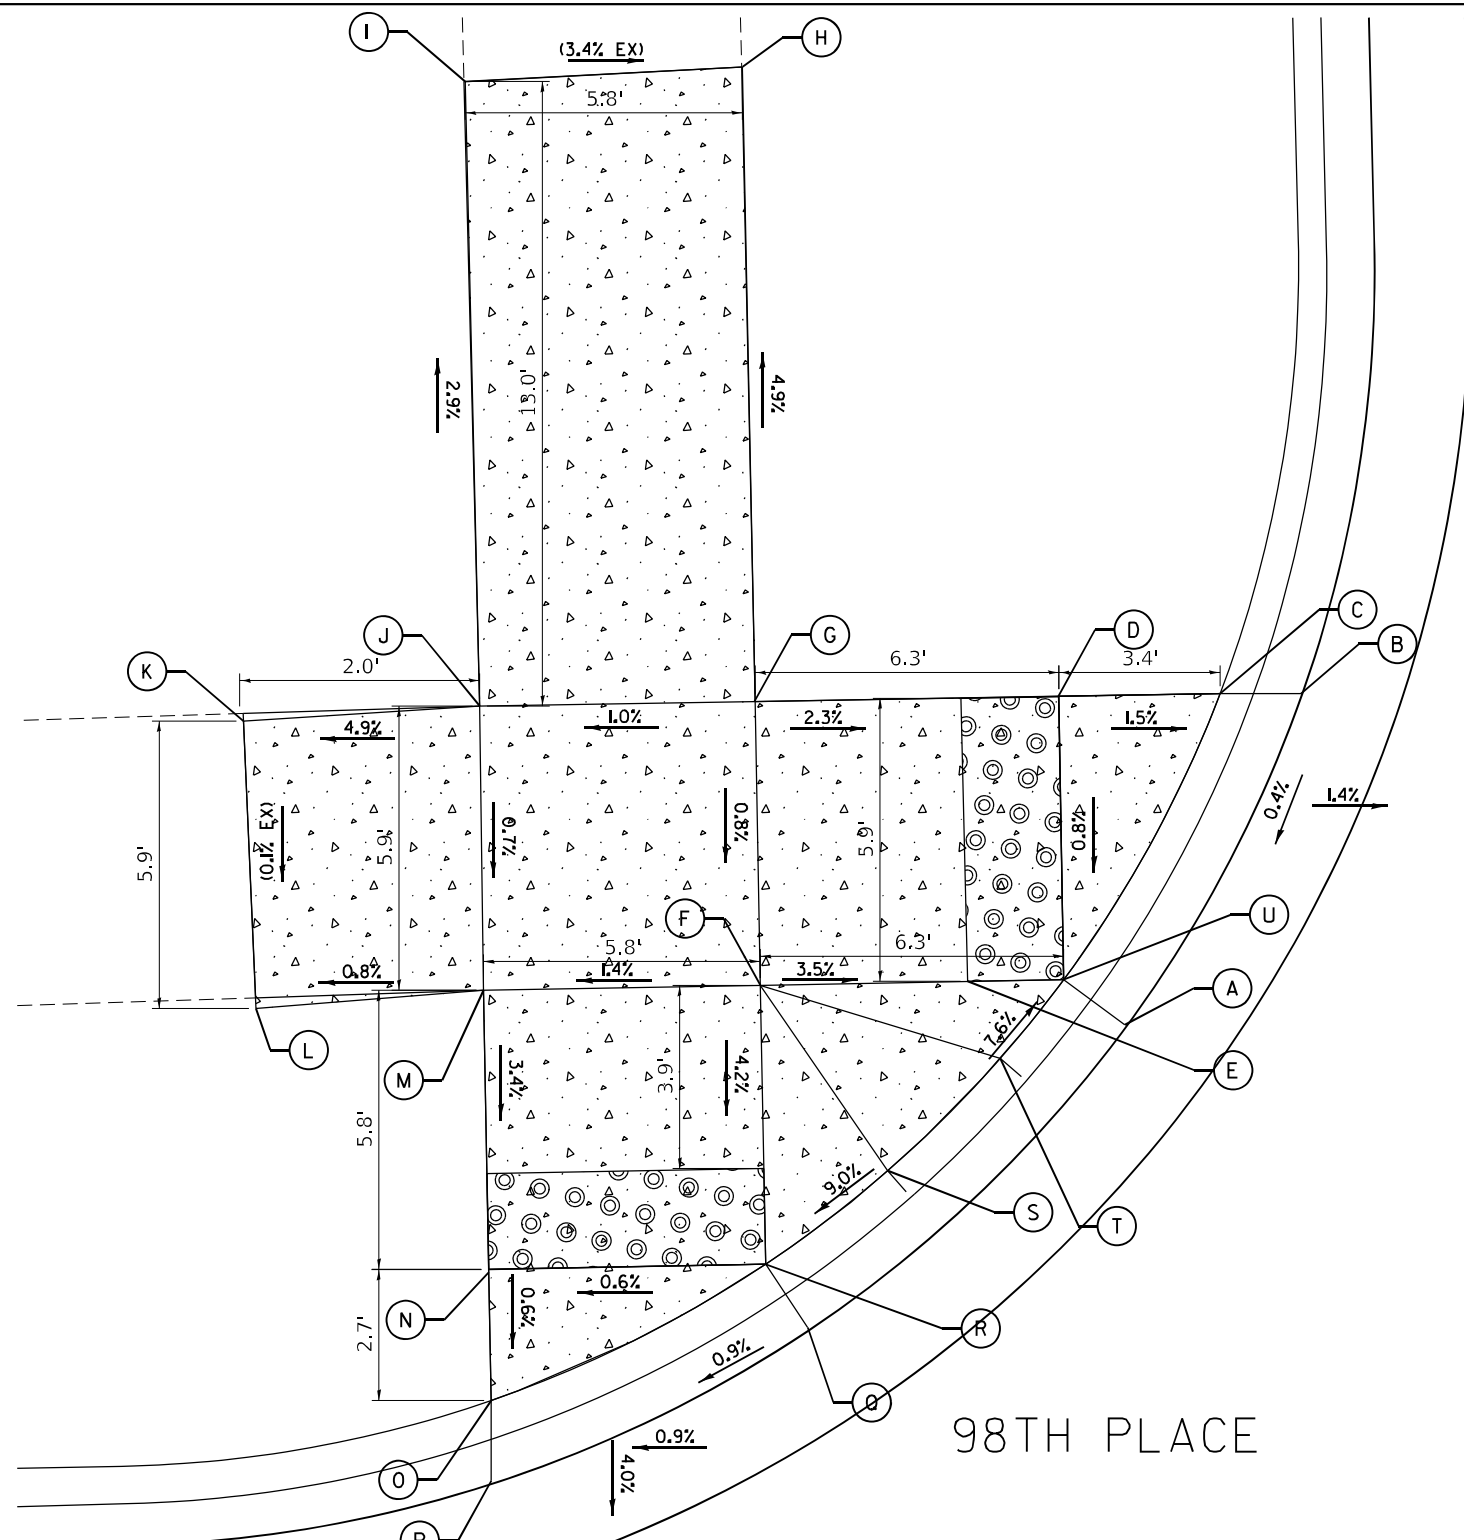 I
(3.4% EX)
H
5.8'
2.9%
13.0'
4.9%
J
G
D
C
B
K
2.0'
6.3'
3.4'
4.9%
1.0%
2.3%
1.5%
(0.1% EX)
5.9'
5.9'
0.7%
0.8%
5.9'
0.8%
0.4%
1.4%
F
U
5.8'
6.3'
0.8%
1.4%
3.5%
A
L
M
7.6%
E
3.4%
3.9'
4.2%
5.8'
9.0%
S
T
N
0.6%
0.6%
R
2.7'
0.9%
Q
98TH PLACE
0.9%
4.0%
O